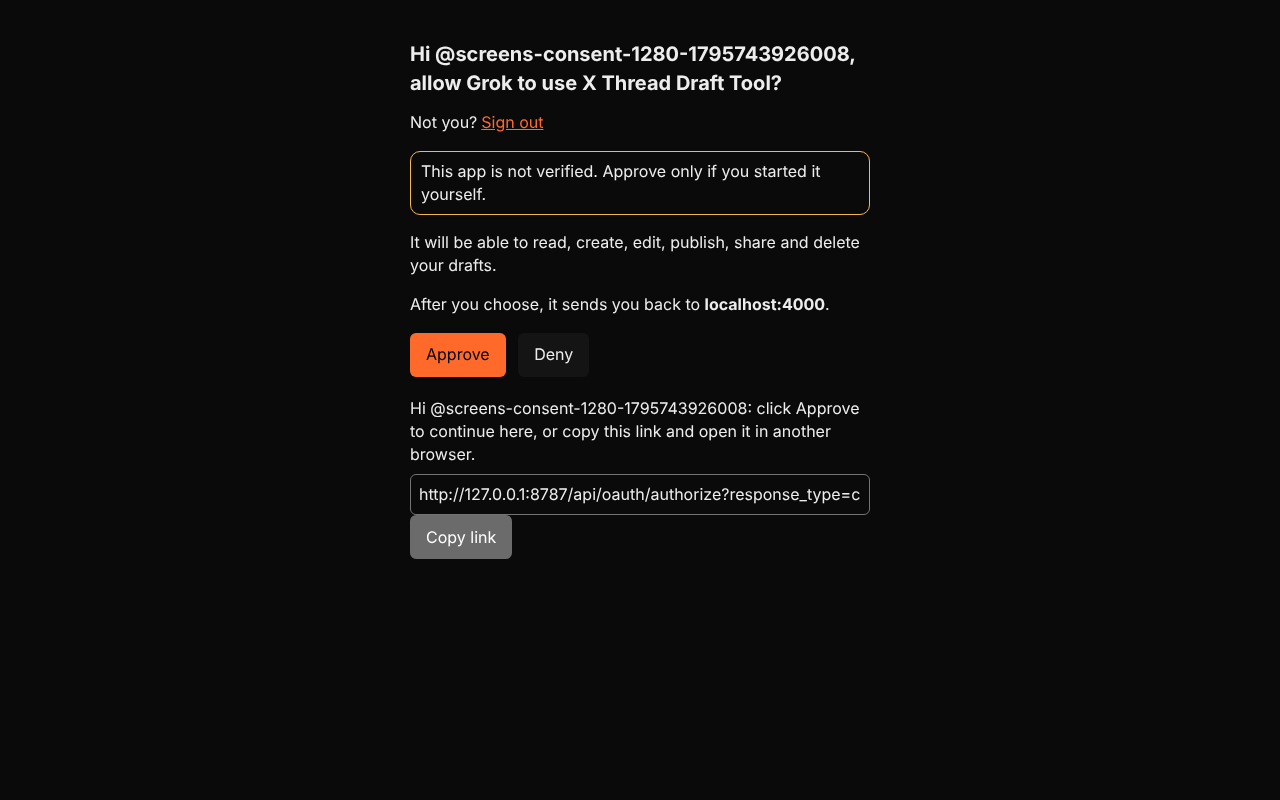 Hi @screens-consent-1280-1795743926008,
allow Grok to use X Thread Draft Tool?
Not you? Sign out
This app is not verified. Approve only if you started it
yourself.
It will be able to read, create, edit, publish, share and delete
your drafts.
After you choose, it sends you back to localhost:4000.
Approve
Deny
Hi @screens-consent-1280-1795743926008: click Approve
to continue here, or copy this link and open it in another
browser.
http://127.0.0.1:8787/api/oauth/authorize?response_type=c
Copy link